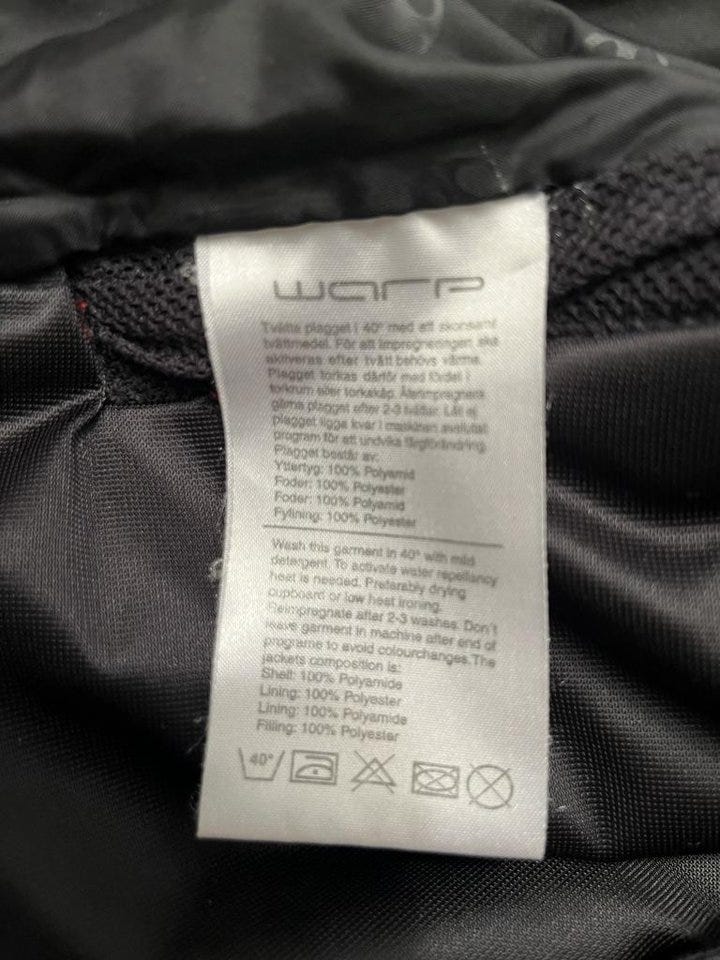 warp
Tvätta plagget i 40° med ett skonsamt
tvättmedel. För att impregneringen ska
aktiveras efter tvätt behövs värme.
Plagget torkas därför med fördel i
torkrum eller torkskåp. Återimpregnera
gärna plagget efter 2-3 tvättar. Låt ej
plagget ligga kvar i maskinen avslutat
program för att undvika färgförändring.
Plagget består av:
Yttertyg: 100% Polyamid
Foder: 100% Polyester
Foder: 100% Polyamid
Fyllning: 100% Polyester
Wash this garment in 40° with mild
detergent. To activate water repellancy
heat is needed. Preferably drying
cupboard or low heat ironing.
Reimpregnate after 2-3 washes. Don't
leave garment in machine after end of
programe to avoid colourchanges. The
jackets composition is:
Shell: 100% Polyamide
Lining: 100% Polyester
Lining: 100% Polyamide
Filling: 100% Polyester
40°